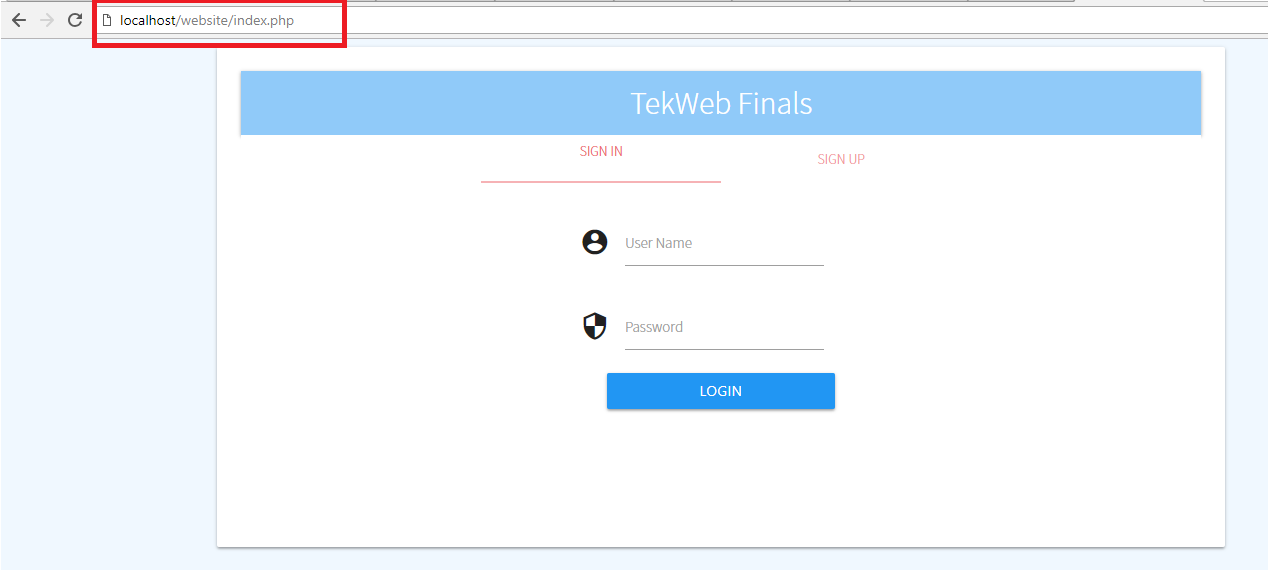 localhost/website/index.php
TekWeb Finals
SIGN IN
SIGN UP
User Name
Password
LOGIN